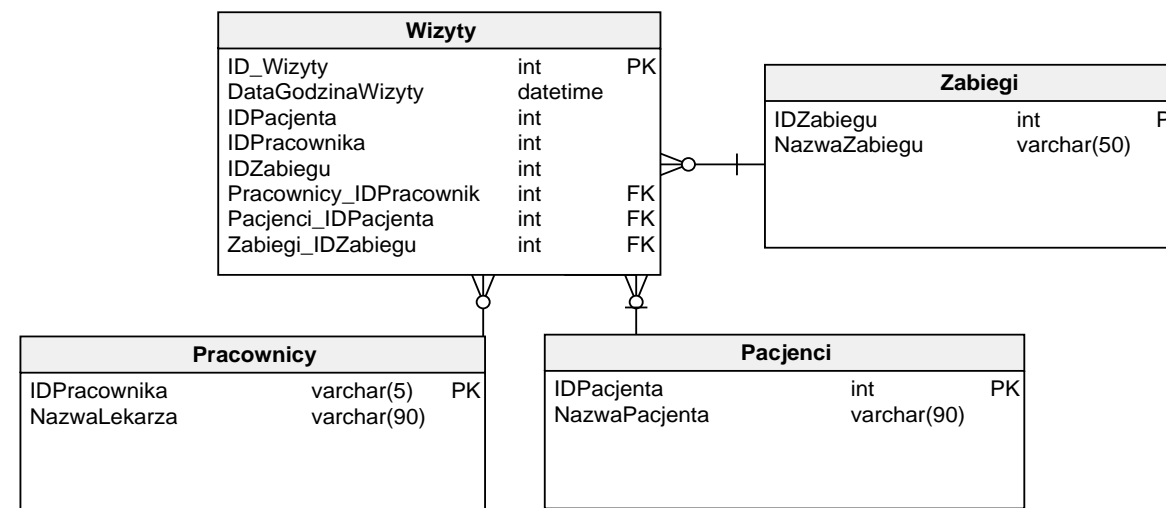 Wizyty
ID_Wizyty int PK
DataGodzinaWizyty datetime
IDPacjenta int
IDPracownika int
IDZabiegu int
Pracownicy_IDPracownik int FK
Pacjenci_IDPacjenta int FK
Zabiegi_IDZabiegu int FK
Zabiegi
IDZabiegu int P
NazwaZabiegu varchar(50)
Pracownicy
IDPracownika varchar(5) PK
NazwaLekarza varchar(90)
Pacjenci
IDPacjenta int PK
NazwaPacjenta varchar(90)